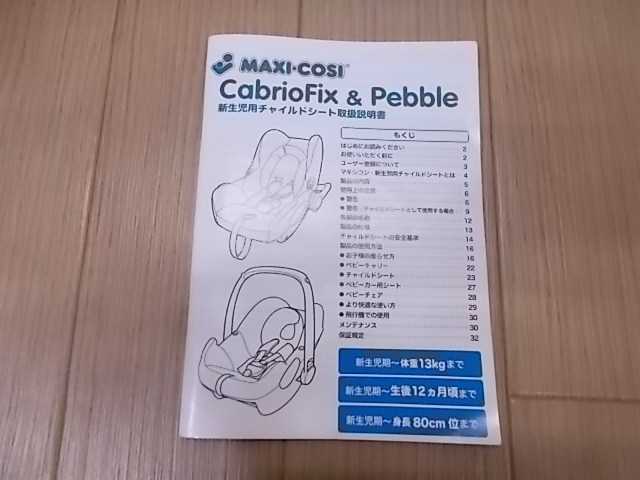 MAXI-COSI
CabrioFix & Pebble
新生児用チャイルドシート取扱説明書
もくじ
はじめにお読みください 2
お使いいただく前に 2
ユーザー登録について 3
マキシコシ・新生児用チャイルドシートとは 4
製品の内容 5
使用上の注意 6
● 警告 6
● 警告・チャイルドシートとして使用する場合 9
各部の名称 12
製品の仕様 13
チャイルドシートの安全基準 14
製品の使用方法 16
● お子様の座らせ方 16
● ベビーキャリー 22
● チャイルドシート 23
● ベビーカー用シート 27
● ベビーチェア 28
● より快適な使い方 29
● 飛行機での使用 30
メンテナンス 30
保証規定 32
新生児期〜体重13kgまで
新生児期〜生後12ヵ月頃まで
新生児期〜身長80cm位まで